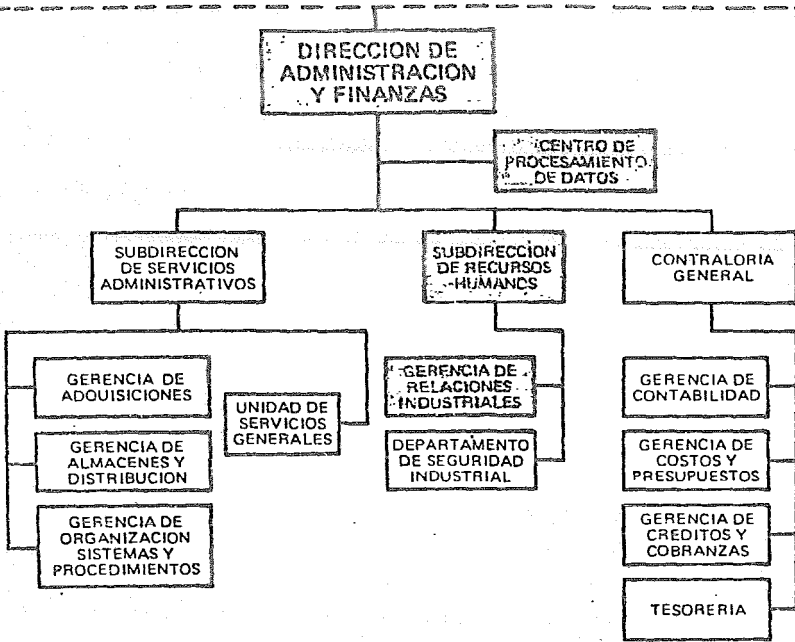 DIRECCION DE
ADMINISTRACION
Y FINANZAS
CENTRO DE
PROCESAMIENTO
DE DATOS
SUBDIRECCION
DE SERVICIOS
ADMINISTRATIVOS
SUBDIRECCION
DE RECURSOS
HUMANOS
CONTRALORIA
GENERAL
GERENCIA DE
ADQUISICIONES
GERENCIA DE
ALMACENES Y
DISTRIBUCION
GERENCIA DE
ORGANIZACION
SISTEMAS Y
PROCEDIMIENTOS
UNIDAD DE
SERVICIOS
GENERALES
GERENCIA DE
RELACIONES
INDUSTRIALES
DEPARTAMENTO
DE SEGURIDAD
INDUSTRIAL
GERENCIA DE
CONTABILIDAD
GERENCIA DE
COSTOS Y
PRESUPUESTOS
GERENCIA DE
CREDITOS Y
COBRANZAS
TESORERIA